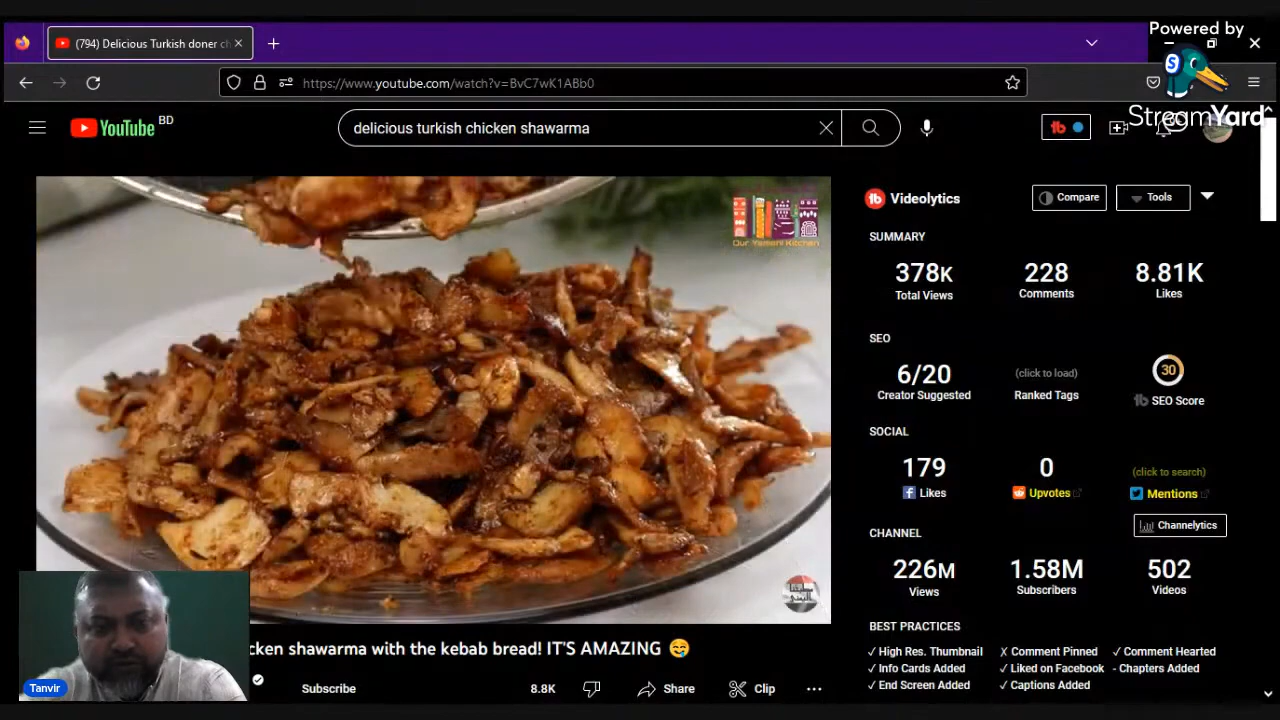 Powered by
StreamYard
(794) Delicious Turkish doner ch
https://www.youtube.com/watch?v=BvC7wK1ABb0
YouTube BD
delicious turkish chicken shawarma
Our Yemeni Kitchen
Videolytics
Compare
Tools
SUMMARY
378K 228 8.81K
Total Views Comments Likes
SEO
6/20 (click to load) 30
Creator Suggested Ranked Tags SEO Score
SOCIAL
179 0 (click to search)
Likes Upvotes Mentions
Channelytics
CHANNEL
226M 1.58M 502
Views Subscribers Videos
BEST PRACTICES
✓ High Res. Thumbnail ✗ Comment Pinned ✓ Comment Hearted
✓ Info Cards Added ✓ Liked on Facebook - Chapters Added
✓ End Screen Added ✓ Captions Added
cken shawarma with the kebab bread! IT'S AMAZING 🤤
Subscribe 8.8K Share Clip
Tanvir